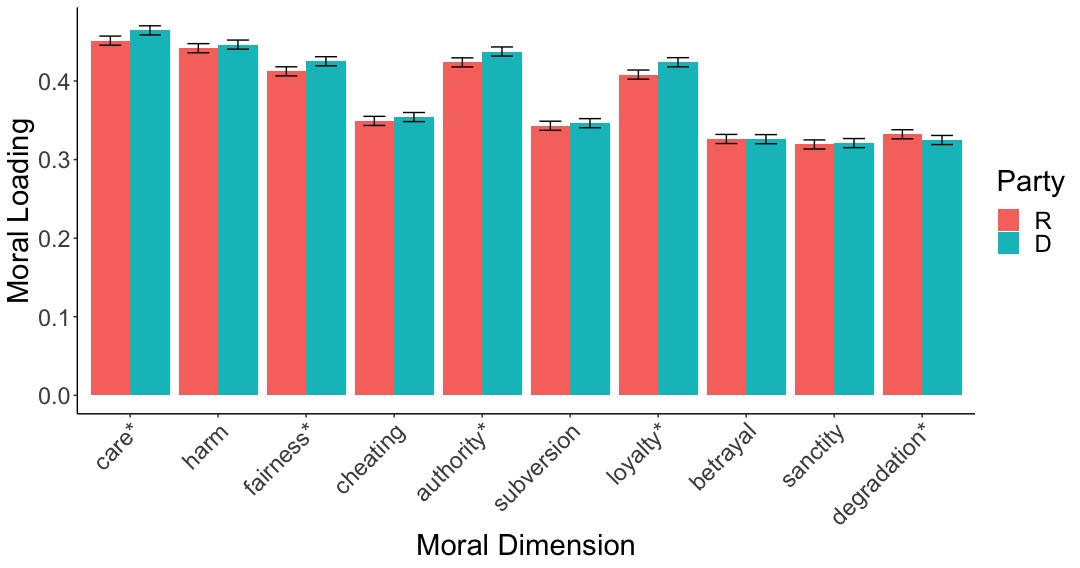 Moral Loading
0.4
0.3
0.2
0.1
0.0
care*
harm
fairness*
cheating
authority*
subversion
loyalty*
betrayal
sanctity
degradation*
Moral Dimension
Party
R
D